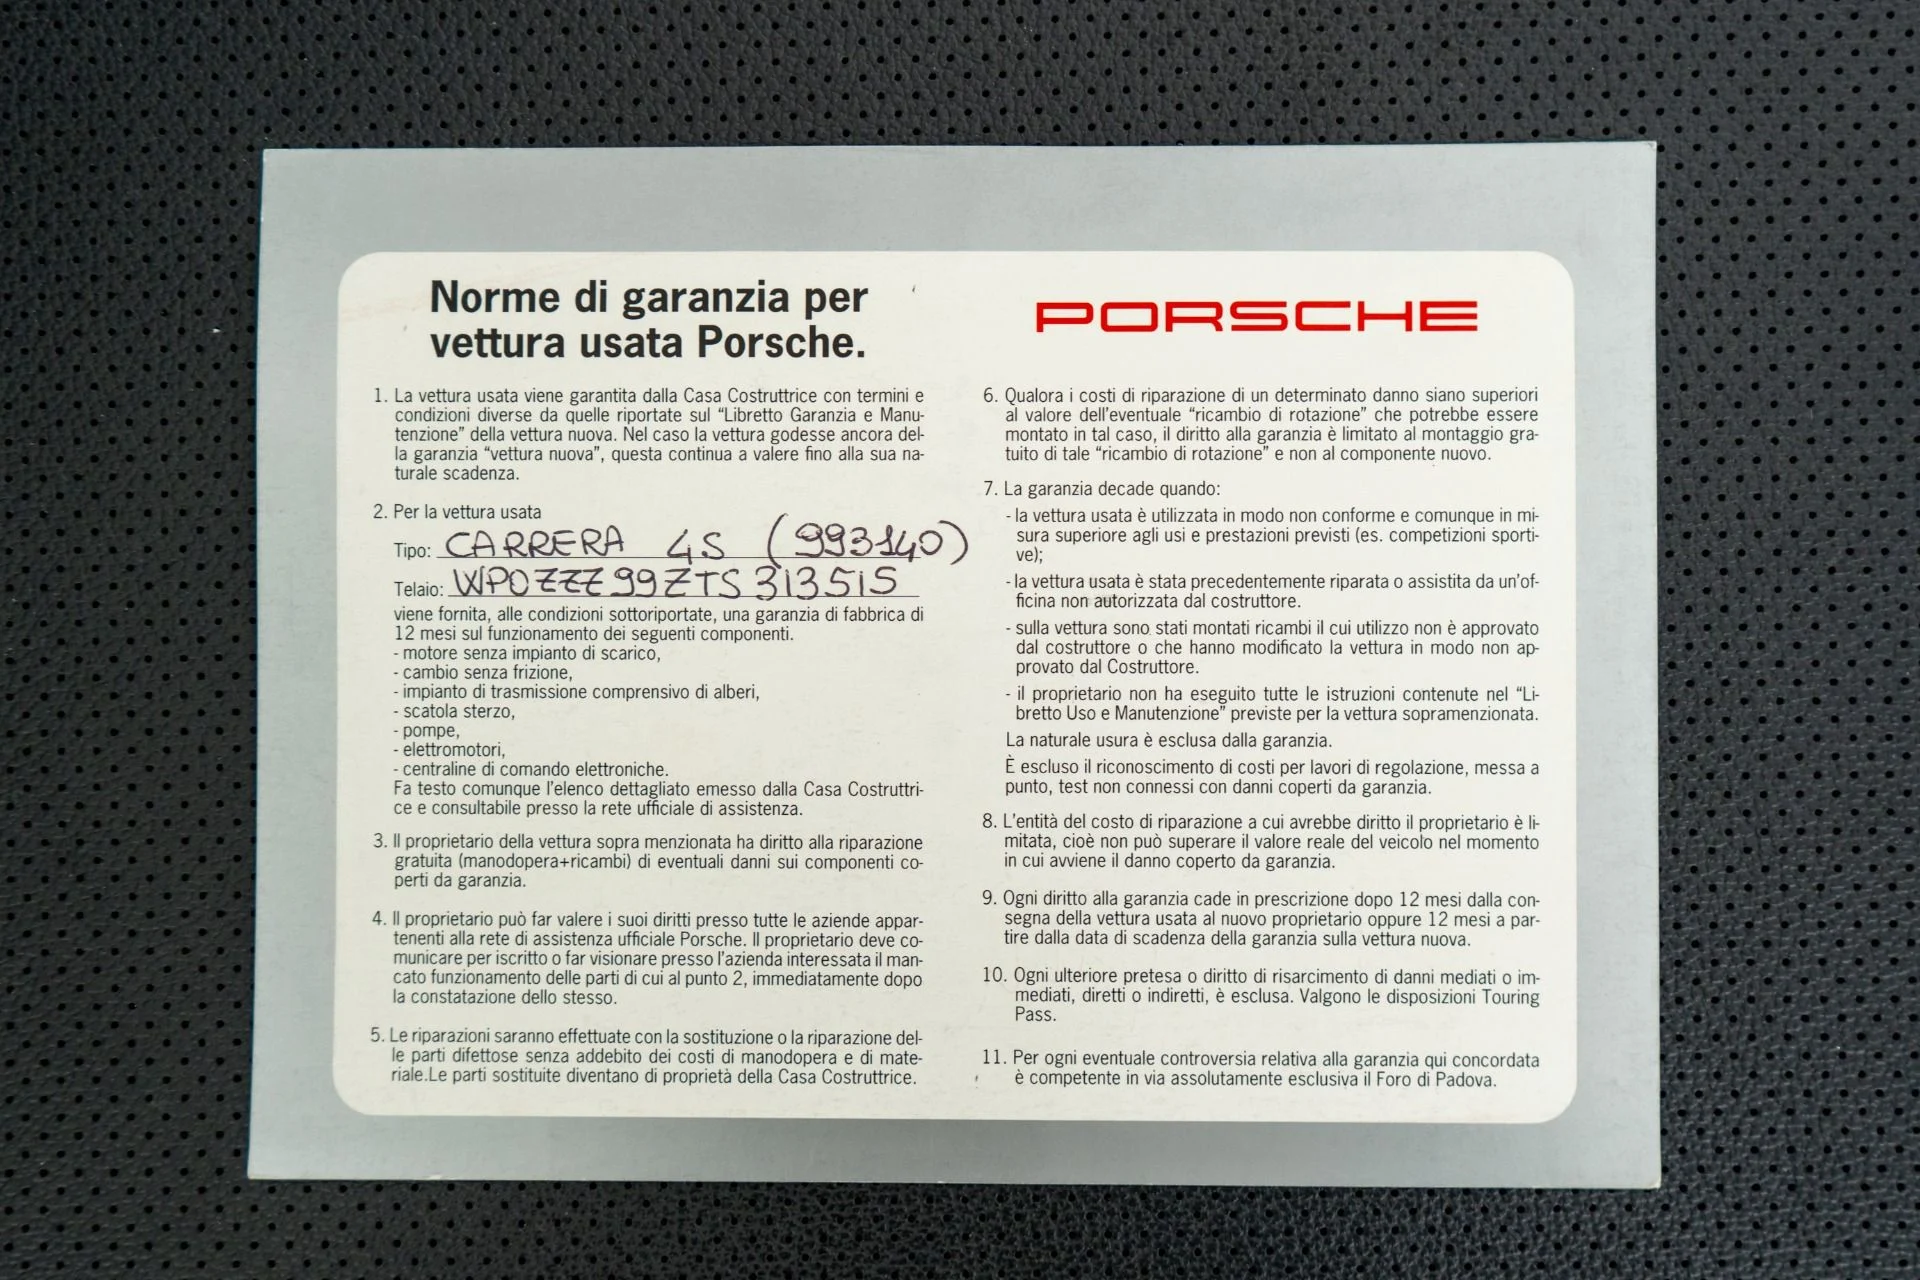 Norme di garanzia per
vettura usata Porsche.
1. La vettura usata viene garantita dalla Casa Costruttrice con termini e
condizioni diverse da quelle riportate sul “Libretto Garanzia e Manu-
tenzione” della vettura nuova. Nel caso la vettura godesse ancora del-
la garanzia “vettura nuova”, questa continua a valere fino alla sua na-
turale scadenza.
2. Per la vettura usata
Tipo: CARRERA 4S (993140)
Telaio: WP0ZZZ99ZTS313515
viene fornita, alle condizioni sottoriportate, una garanzia di fabbrica di
12 mesi sul funzionamento dei seguenti componenti.
- motore senza impianto di scarico,
- cambio senza frizione,
- impianto di trasmissione comprensivo di alberi,
- scatola sterzo,
- pompe,
- elettromotori,
- centraline di comando elettroniche.
Fa testo comunque l'elenco dettagliato emesso dalla Casa Costruttri-
ce e consultabile presso la rete ufficiale di assistenza.
3. Il proprietario della vettura sopra menzionata ha diritto alla riparazione
gratuita (manodopera+ricambi) di eventuali danni sui componenti co-
perti da garanzia.
4. Il proprietario può far valere i suoi diritti presso tutte le aziende appar-
tenenti alla rete di assistenza ufficiale Porsche. Il proprietario deve co-
municare per iscritto o far visionare presso l'azienda interessata il man-
cato funzionamento delle parti di cui al punto 2, immediatamente dopo
la constatazione dello stesso.
5. Le riparazioni saranno effettuate con la sostituzione o la riparazione del-
le parti difettose senza addebito dei costi di manodopera e di mate-
riale.Le parti sostituite diventano di proprietà della Casa Costruttrice.
PORSCHE
6. Qualora i costi di riparazione di un determinato danno siano superiori
al valore dell'eventuale “ricambio di rotazione” che potrebbe essere
montato in tal caso, il diritto alla garanzia è limitato al montaggio gra-
tuito di tale “ricambio di rotazione” e non al componente nuovo.
7. La garanzia decade quando:
- la vettura usata è utilizzata in modo non conforme e comunque in mi-
sura superiore agli usi e prestazioni previsti (es. competizioni sporti-
ve);
- la vettura usata è stata precedentemente riparata o assistita da un'of-
ficina non autorizzata dal costruttore.
- sulla vettura sono stati montati ricambi il cui utilizzo non è approvato
dal costruttore o che hanno modificato la vettura in modo non ap-
provato dal Costruttore.
- il proprietario non ha eseguito tutte le istruzioni contenute nel “Li-
bretto Uso e Manutenzione” previste per la vettura sopramenzionata.
La naturale usura è esclusa dalla garanzia.
È escluso il riconoscimento di costi per lavori di regolazione, messa a
punto, test non connessi con danni coperti da garanzia.
8. L'entità del costo di riparazione a cui avrebbe diritto il proprietario è li-
mitata, cioè non può superare il valore reale del veicolo nel momento
in cui avviene il danno coperto da garanzia.
9. Ogni diritto alla garanzia cade in prescrizione dopo 12 mesi dalla con-
segna della vettura usata al nuovo proprietario oppure 12 mesi a par-
tire dalla data di scadenza della garanzia sulla vettura nuova.
10. Ogni ulteriore pretesa o diritto di risarcimento di danni mediati o im-
mediati, diretti o indiretti, è esclusa. Valgono le disposizioni Touring
Pass.
11. Per ogni eventuale controversia relativa alla garanzia qui concordata
è competente in via assolutamente esclusiva il Foro di Padova.